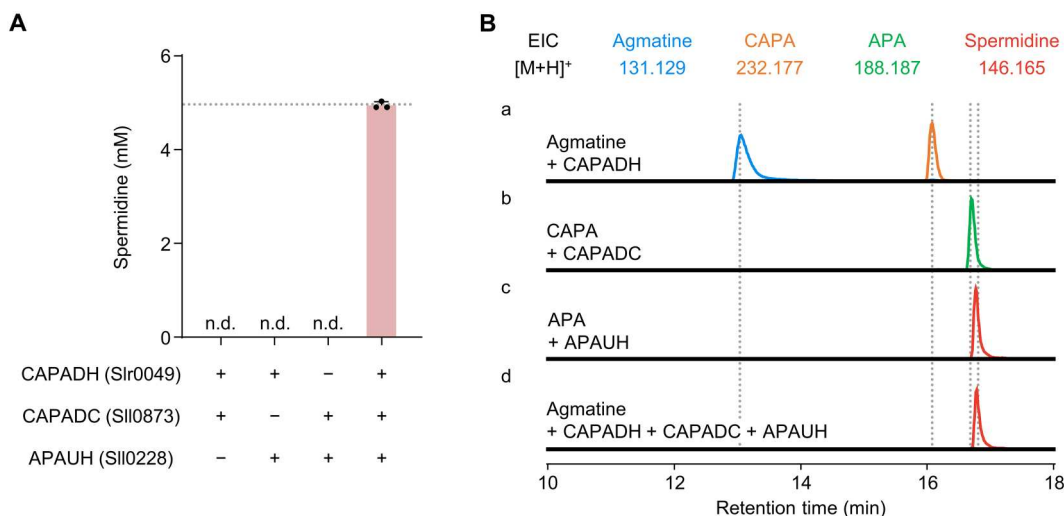 A
Spermidine (mM)
6
4
2
0
n.d. n.d. n.d.
CAPADH (Slr0049) + + − +
CAPADC (Sll0873) + − + +
APAUH (Sll0228) − + + +
B
EIC Agmatine CAPA APA Spermidine
[M+H]⁺ 131.129 232.177 188.187 146.165
a
Agmatine
+ CAPADH
b
CAPA
+ CAPADC
c
APA
+ APAUH
d
Agmatine
+ CAPADH + CAPADC + APAUH
10 12 14 16 18
Retention time (min)